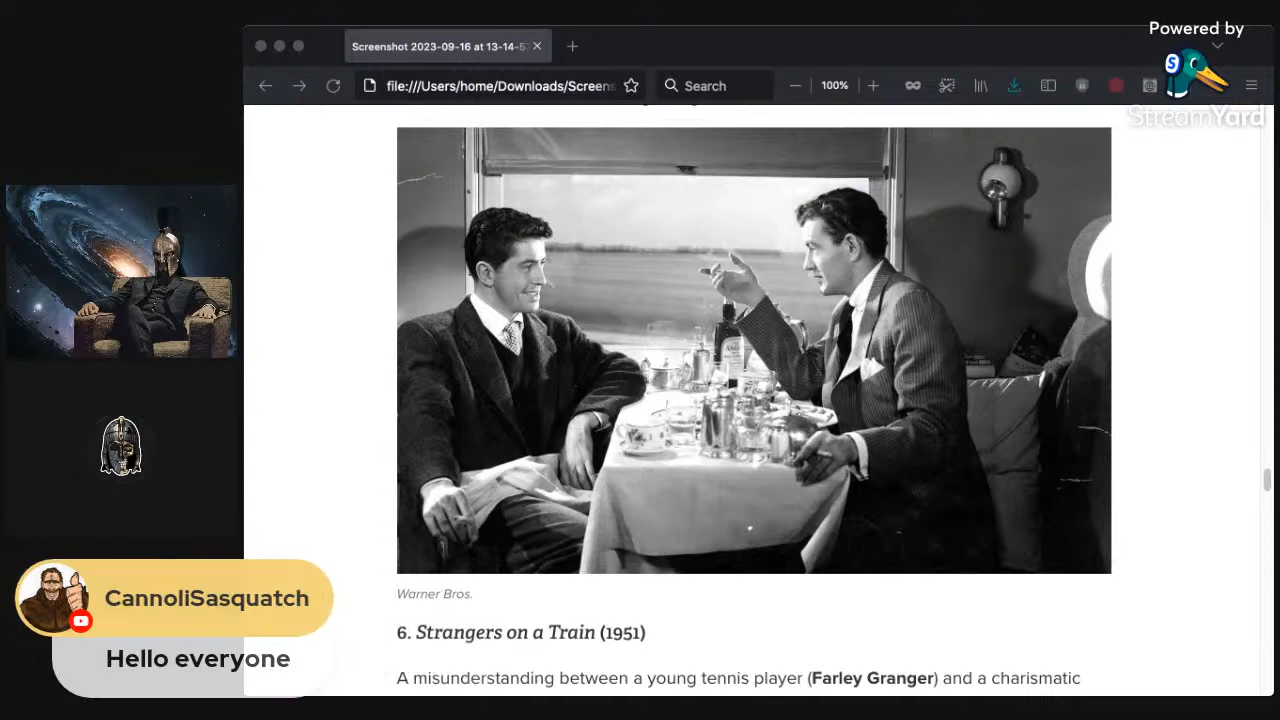 Powered by
StreamYard
Screenshot 2023-09-16 at 13-14-5
file:///Users/home/Downloads/Screens
Search
100%
Warner Bros.
6. Strangers on a Train (1951)
A misunderstanding between a young tennis player (Farley Granger) and a charismatic
CannoliSasquatch
Hello everyone